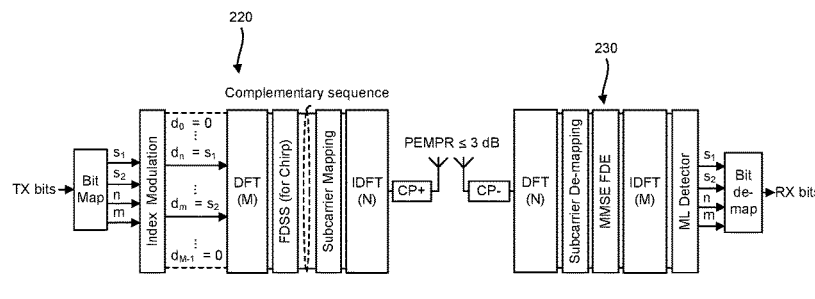 220
230
Complementary sequence
TX bits
Bit
Map
s1
s2
n
m
Index Modulation
d0 = 0
⋮
dn = s1
⋮
dm = s2
⋮
dM-1 = 0
DFT
(M)
FDSS (for Chirp)
Subcarrier Mapping
IDFT
(N)
CP+
PEMPR ≤ 3 dB
CP-
DFT
(N)
Subcarrier De-mapping
MMSE FDE
IDFT
(M)
ML Detector
s1
s2
n
m
Bit
de-
map
RX bits